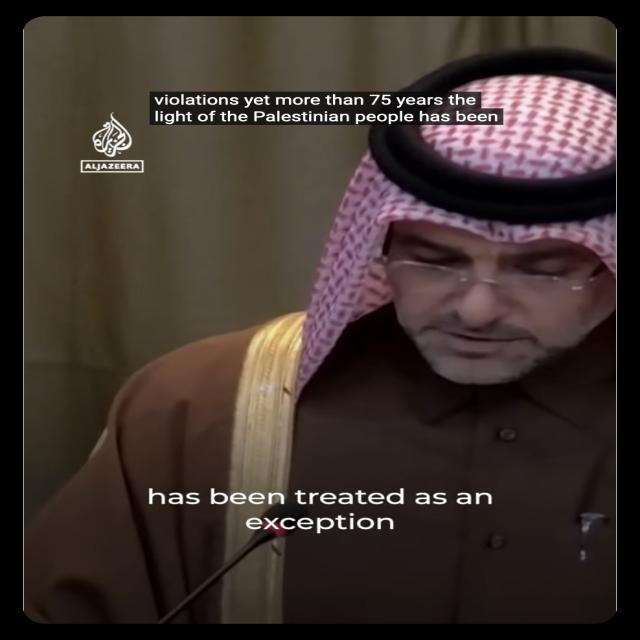 violations yet more than 75 years the
light of the Palestinian people has been
ALJAZEERA
has been treated as an
exception